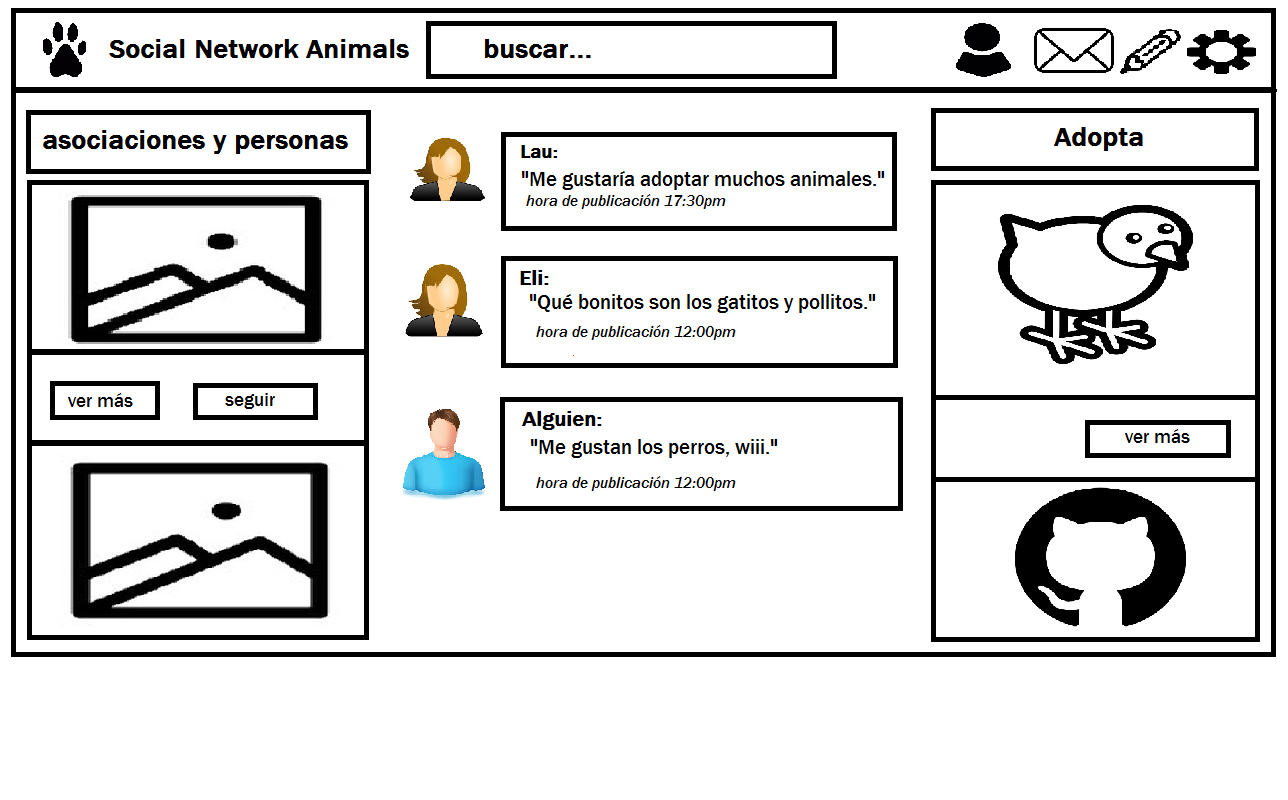 Social Network Animals
buscar...
asociaciones y personas
ver más
seguir
Lau:
"Me gustaría adoptar muchos animales."
hora de publicación 17:30pm
Eli:
"Qué bonitos son los gatitos y pollitos."
hora de publicación 12:00pm
Alguien:
"Me gustan los perros, wiii."
hora de publicación 12:00pm
Adopta
ver más